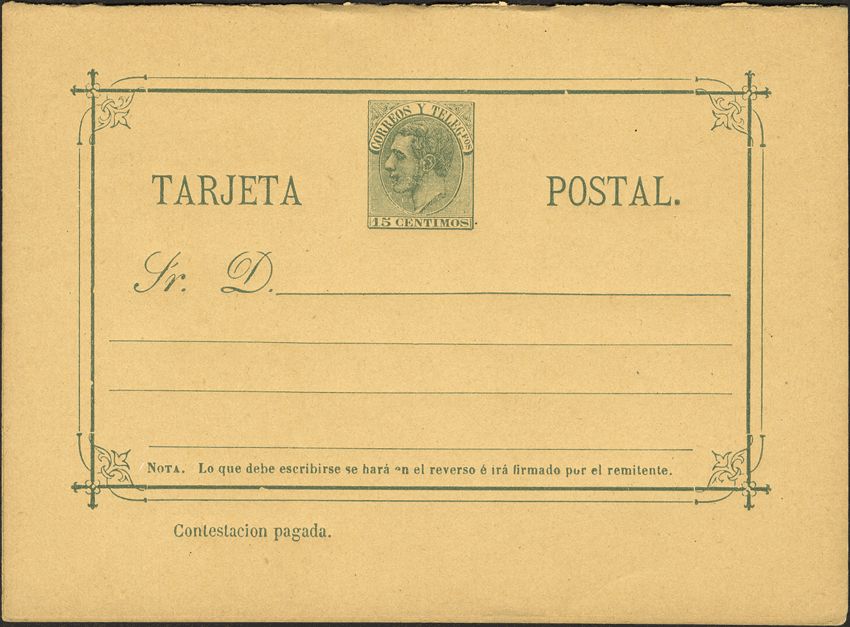 CORREOS Y TELEGFOS
15 CENTIMOS
TARJETA POSTAL.
Sr. D.
NOTA. Lo que debe escribirse se hará en el reverso é irá firmado por el remitente.
Contestacion pagada.